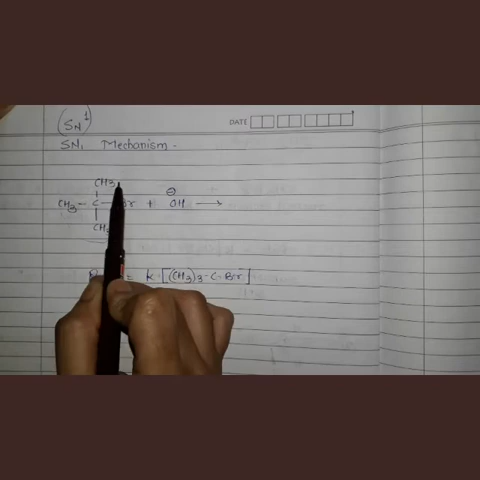 (SN1)
DATE
SN1 Mechanism -
CH3
⊖
CH3 - C - Br + OH ⟶
CH3
= K [(CH3)3-C-Br]